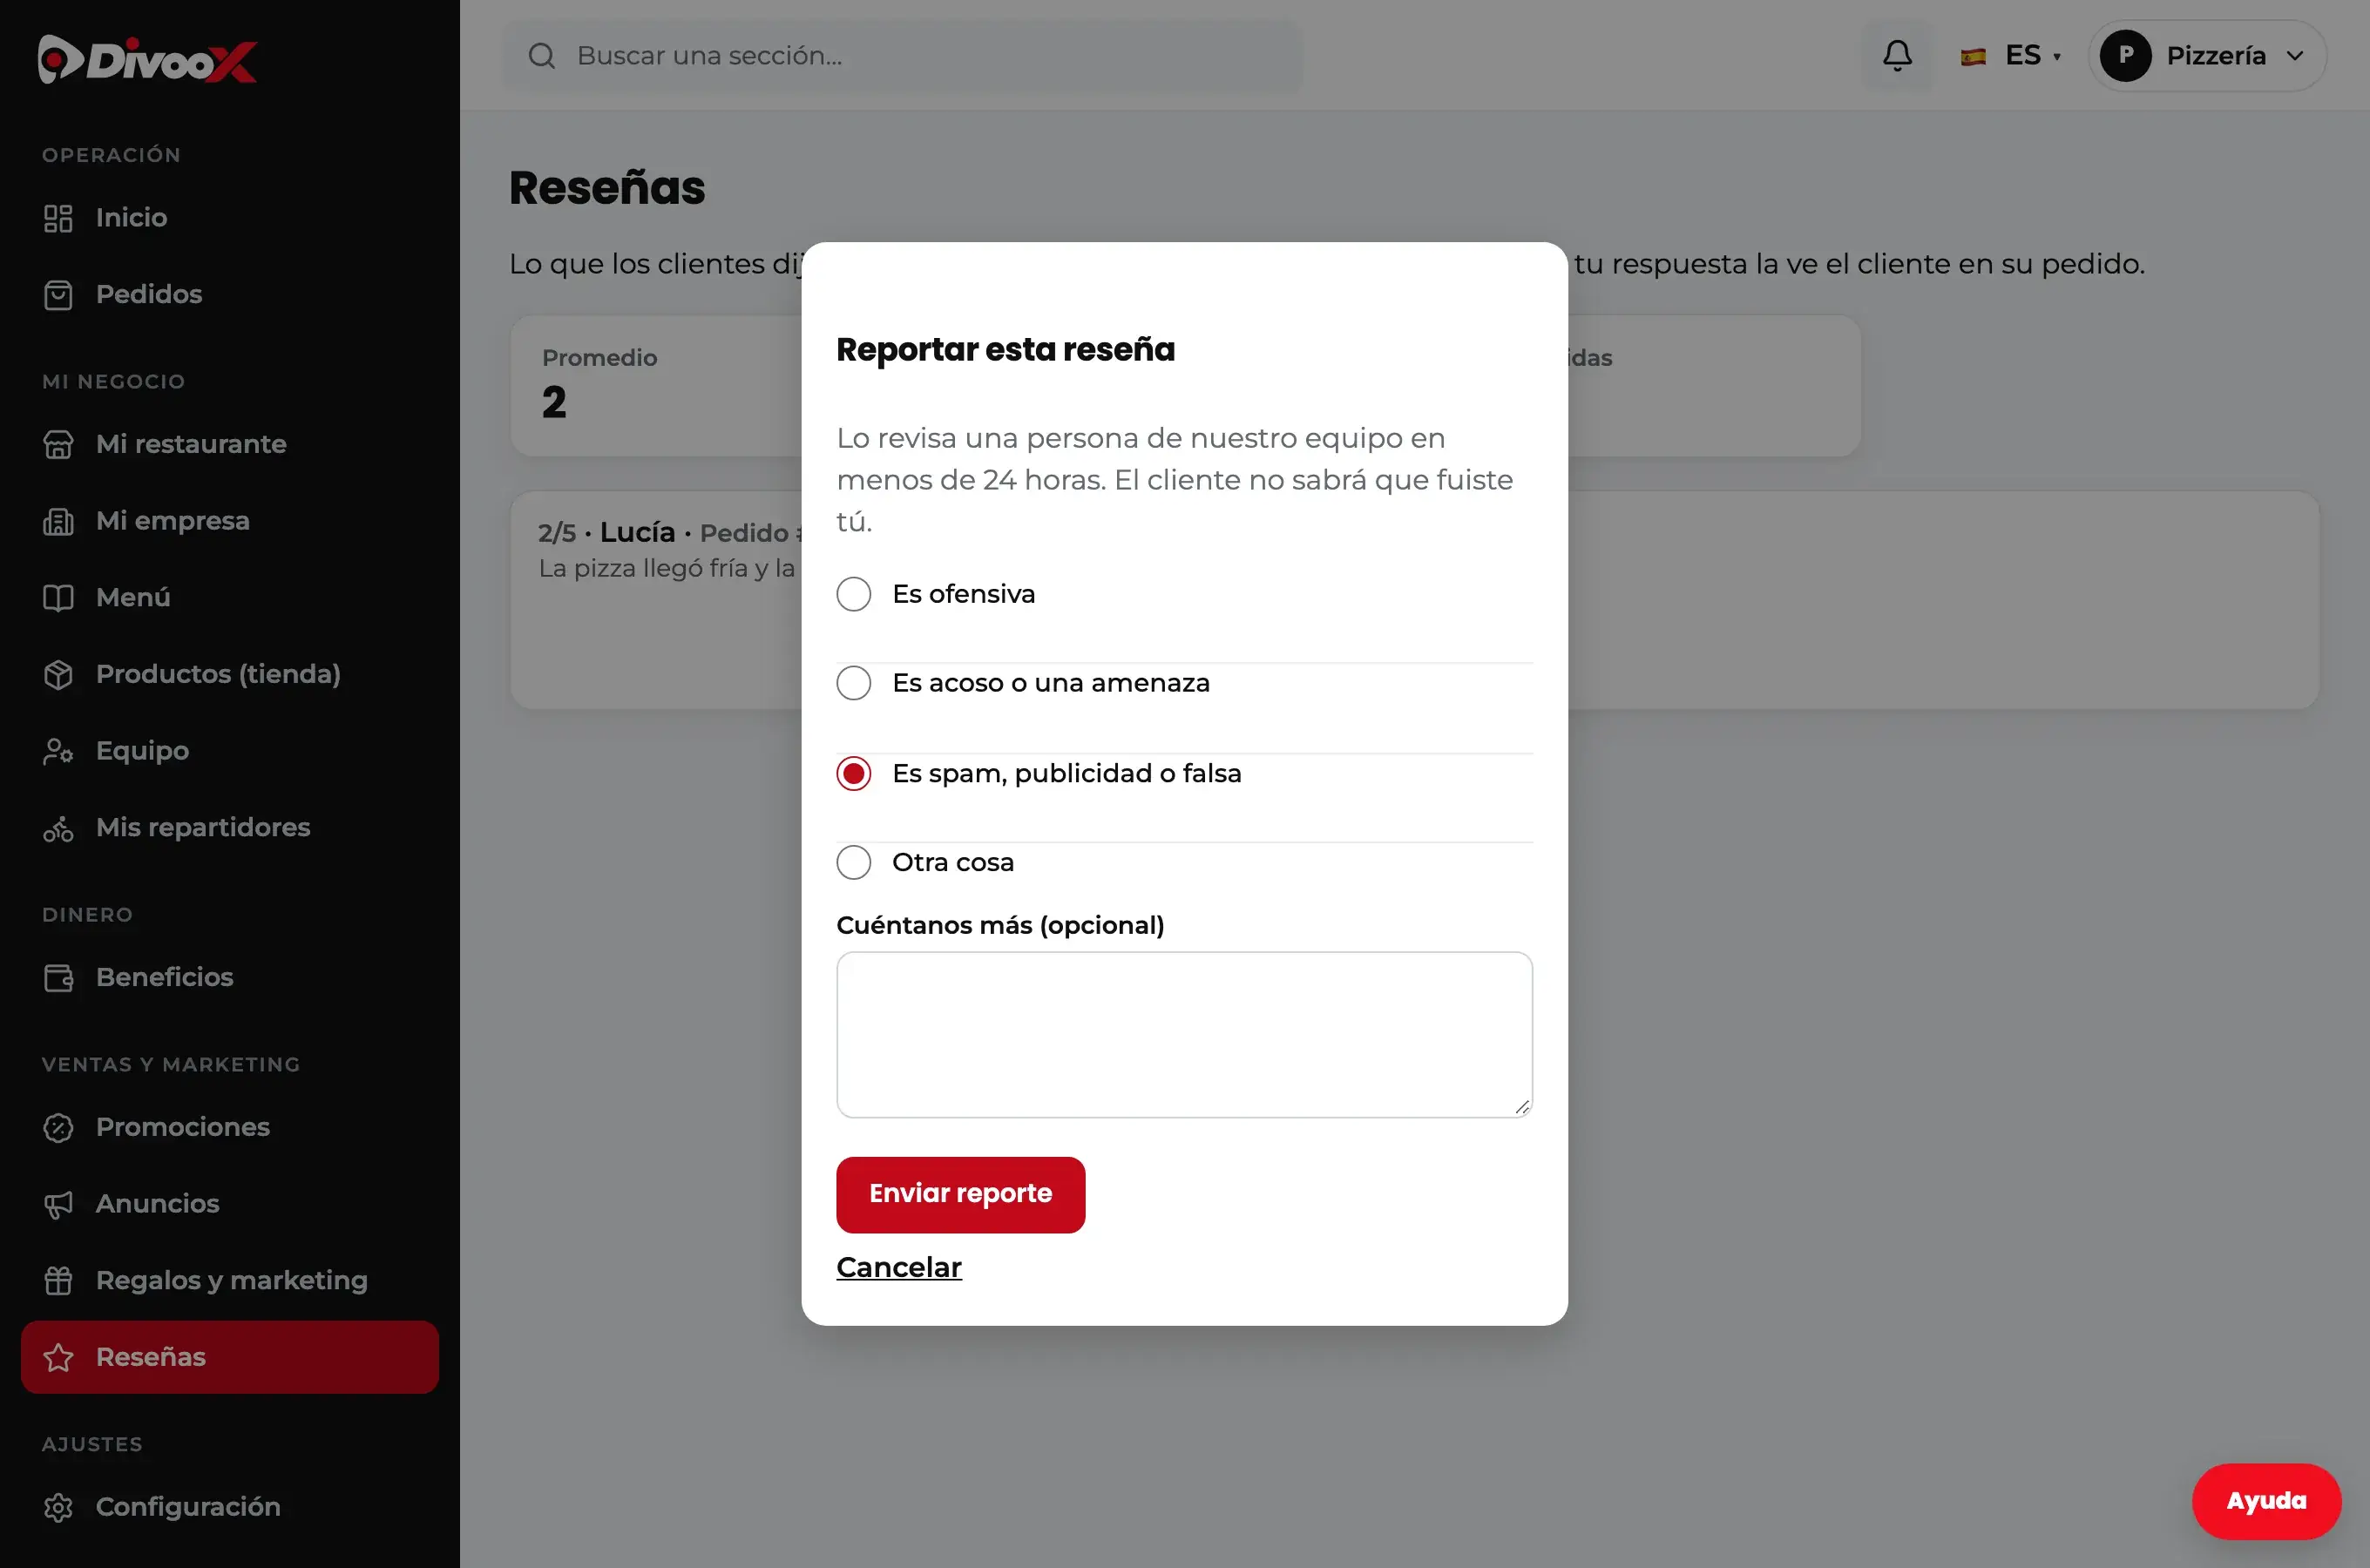 DivooX
Buscar una sección...
ES
P
Pizzería
OPERACIÓN
Inicio
Pedidos
MI NEGOCIO
Mi restaurante
Mi empresa
Menú
Productos (tienda)
Equipo
Mis repartidores
DINERO
Beneficios
VENTAS Y MARKETING
Promociones
Anuncios
Regalos y marketing
Reseñas
AJUSTES
Configuración
Reseñas
Lo que los clientes
tu respuesta la ve el cliente en su pedido.
Promedio
2
2/5 · Lucía · Pedido
La pizza llegó fría y la
Reportar esta reseña
Lo revisa una persona de nuestro equipo en
menos de 24 horas. El cliente no sabrá que fuiste
tú.
Es ofensiva
Es acoso o una amenaza
Es spam, publicidad o falsa
Otra cosa
Cuéntanos más (opcional)
Enviar reporte
Cancelar
Ayuda